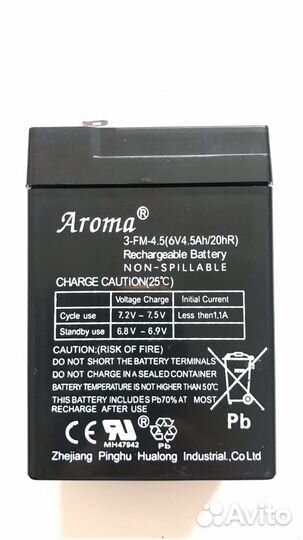 Aroma®
3-FM-4.5(6V4.5Ah/20hR)
Rechargeable Battery
NON-SPILLABLE
CHARGE CAUTION(25℃)
Voltage Charge Initial Current
Cycle use 7.2V~7.5V Less then1.1A
Standby use 6.8V~6.9V
CAUTION:(RISK OF FIRE)
DO NOT SHORT THE BATTERY TERMINALS
DO NOT CHARGE IN A SEALED CONTAINER
BATTERY TEMPERATURE IS NOT HIGHER THAN 50℃
THIS BATTERY INCLUDES Pb70% AT MOST
RECHARGE AFTER USED
CE UL ® Pb Pb
MH47942
Zhejiang Pinghu Hualong Industrial.,Co Ltd
Avito